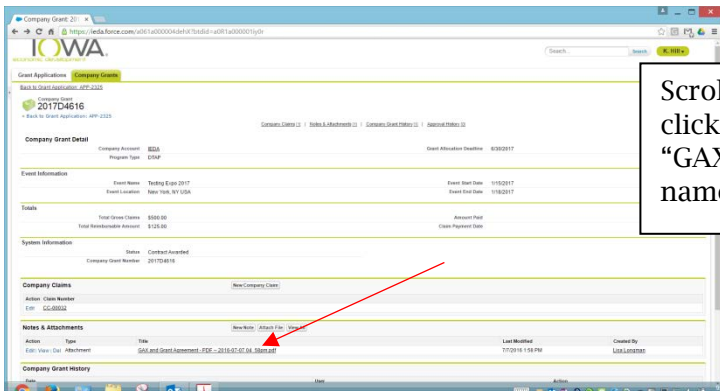 Company Grant: 201
https://ieda.force.com/a061a000004dehX?btdid=a081a000001Iy0r
IOWA
economic development
Search...
Search
R. Hill
Grant Applications
Company Grants
Back to Grant Application: APP-2325
Company Grant
2017D4616
« Back to Grant Application: APP-2325
Company Claims [1] | Notes & Attachments [1] | Company Grant History [1] | Approval History [0]
Company Grant Detail
Company Account IEDA Grant Allocation Deadline 6/30/2017
Program Type DTAP
Event Information
Event Name Testing Expo 2017 Event Start Date 1/15/2017
Event Location New York, NY USA Event End Date 1/18/2017
Totals
Total Gross Claims $500.00 Amount Paid
Total Reimbursable Amount $125.00 Claim Payment Date
System Information
Status Contract Awarded
Company Grant Number 2017D4616
Company Claims New Company Claim
Action Claim Number
Edit CC-00032
Notes & Attachments New Note Attach File View All
Action Type Title Last Modified Created By
Edit | View | Del Attachment GAX and Grant Agreement - PDF -- 2016-07-07 04_58pm.pdf 7/7/2016 1:58 PM Lisa Longman
Company Grant History
Date User Action
Scrol
click
“GAX
name